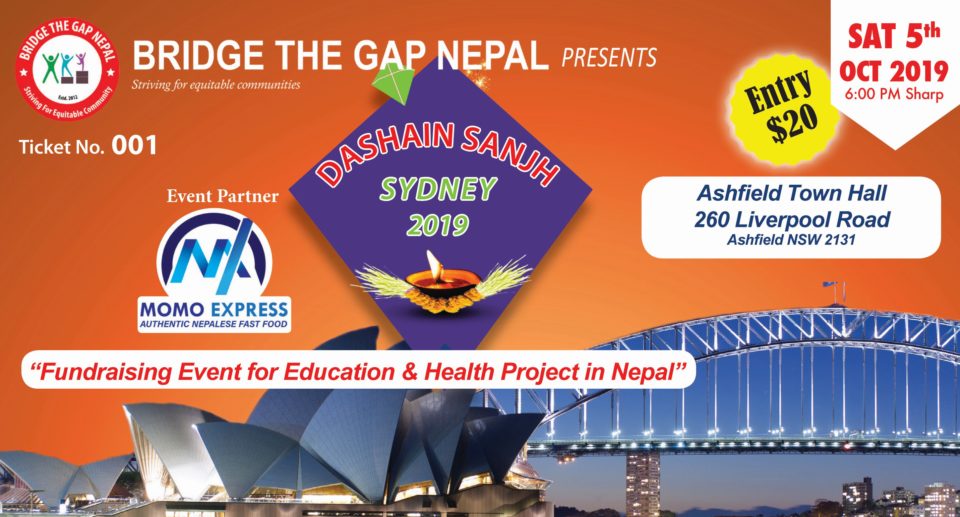 BRIDGE THE GAP NEPAL
Striving For Equitable Community
Estd. 2012
BRIDGE THE GAP NEPAL PRESENTS
Striving for equitable communities
Ticket No. 001
SAT 5th
OCT 2019
6:00 PM Sharp
Entry
$20
DASHAIN SANJH
SYDNEY
2019
Event Partner
MOMO EXPRESS
AUTHENTIC NEPALESE FAST FOOD
Ashfield Town Hall
260 Liverpool Road
Ashfield NSW 2131
“Fundraising Event for Education & Health Project in Nepal”